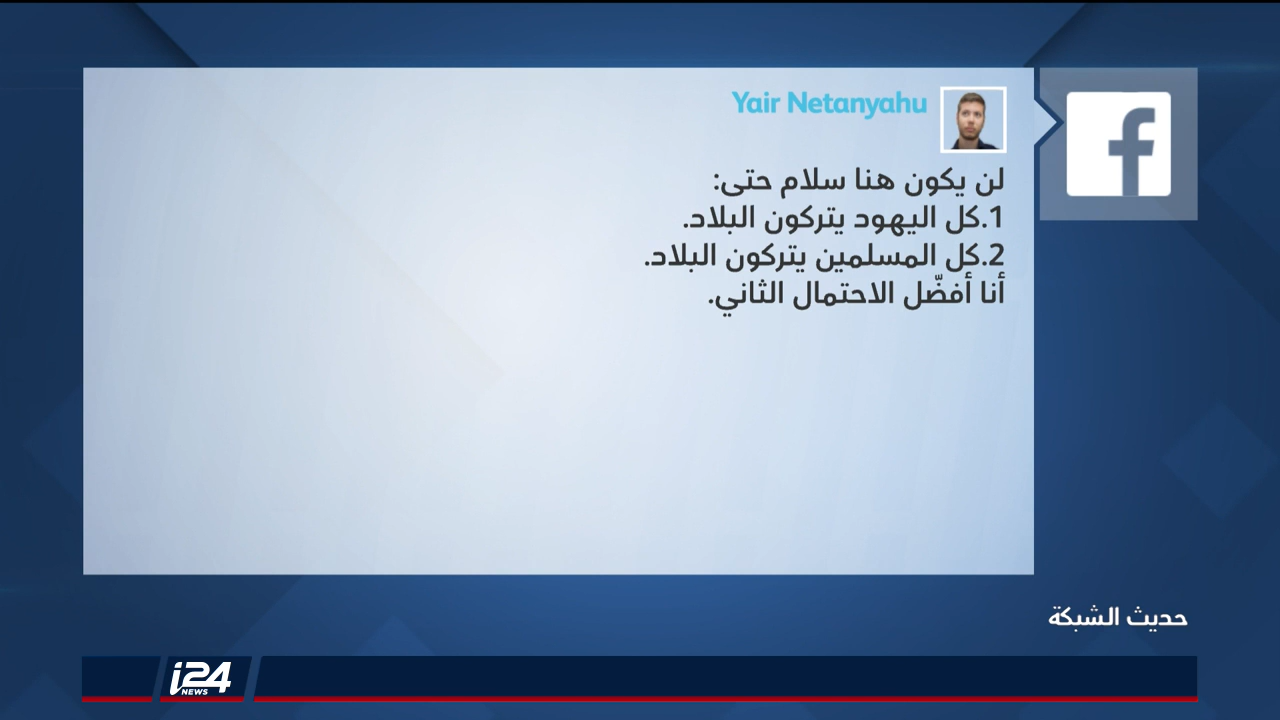 Yair Netanyahu
لن يكون هنا سلام حتى:
1.كل اليهود يتركون البلاد.
2.كل المسلمين يتركون البلاد.
أنا أفضّل الاحتمال الثاني.
f
حديث الشبكة
i24
NEWS